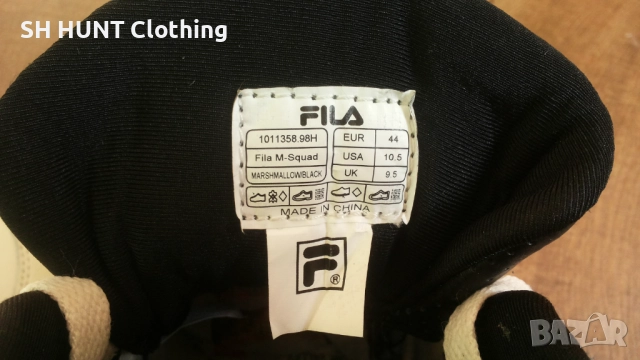 SH HUNT Clothing
FILA
1011358.98H EUR 44
Fila M-Squad USA 10.5
MARSHMALLOW/BLACK UK 9.5
MADE IN CHINA
F®
BAZAR